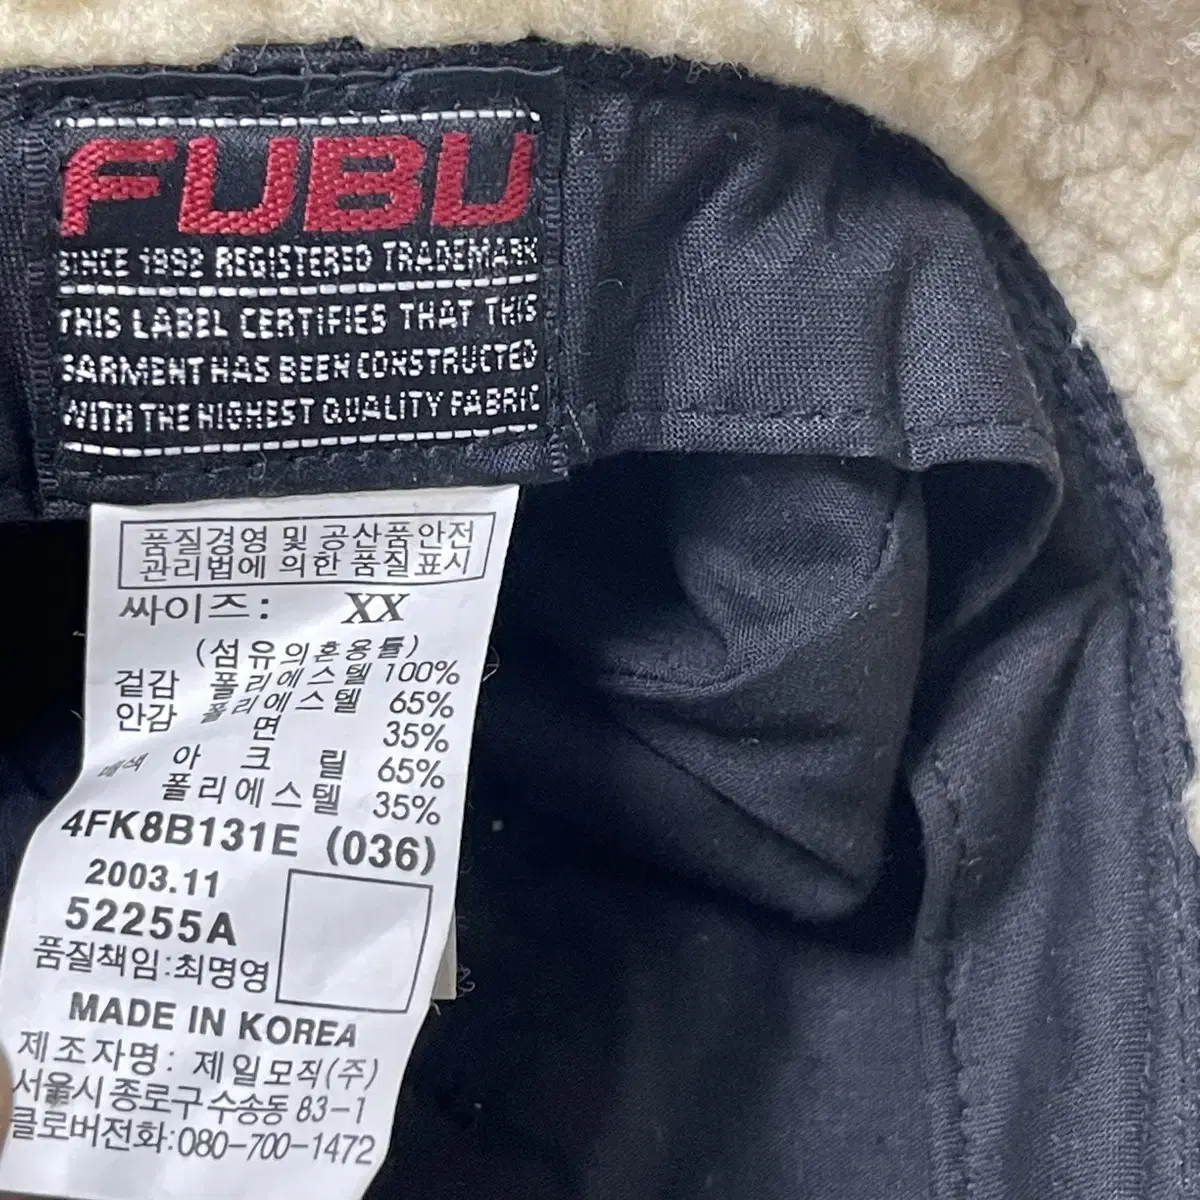 FUBU
SINCE 1992 REGISTERED TRADEMARK
THIS LABEL CERTIFIES THAT THIS
GARMENT HAS BEEN CONSTRUCTED
WITH THE HIGHEST QUALITY FABRIC
품질경영 및 공산품안전
관리법에 의한 품질표시
싸이즈: XX
(섬유의혼용률)
겉감 폴리에스텔 100%
안감 폴리에스텔 65%
면 35%
배색 아크릴 65%
폴리에스텔 35%
4FK8B131E (036)
2003.11
52255A
품질책임:최명영
MADE IN KOREA
제조자명: 제일모직(주)
서울시종로구수송동 83-1
클로버전화:080-700-1472